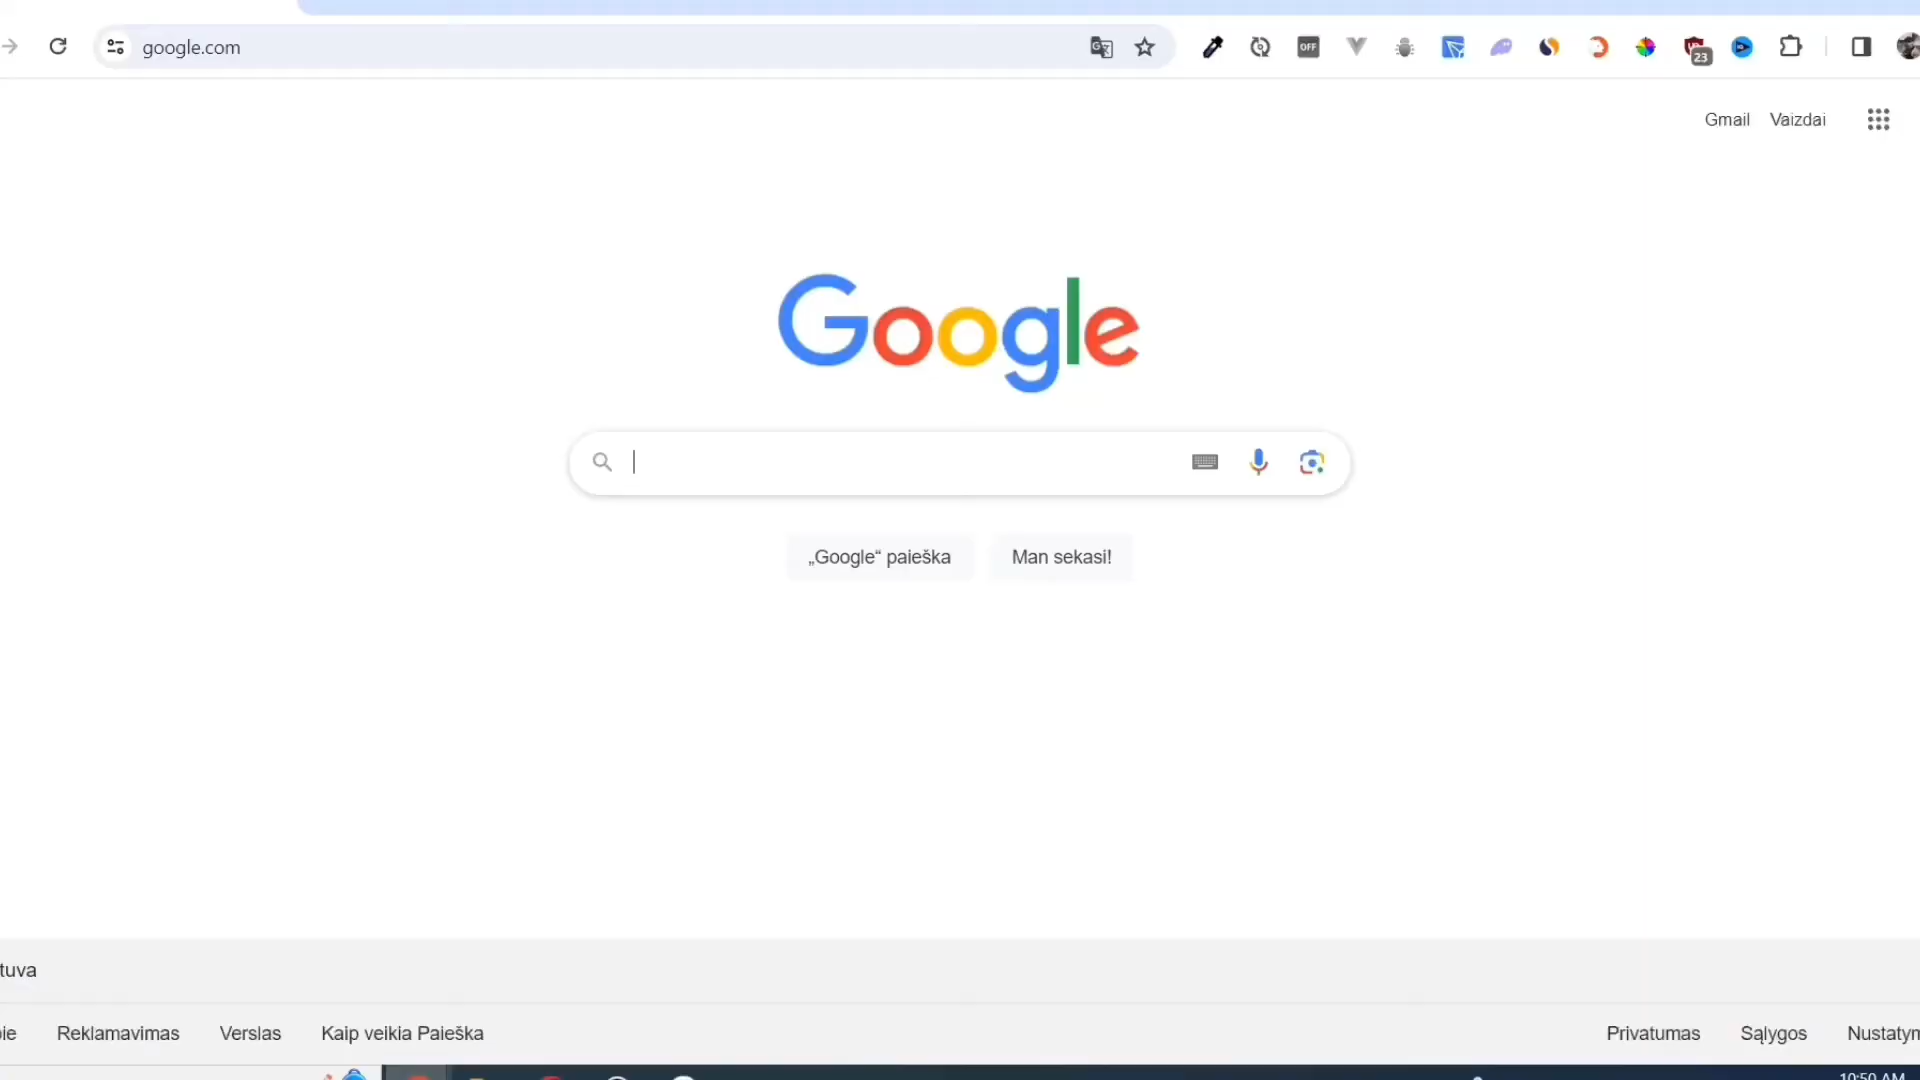 google.com
OFF
23
Gmail Vaizdai
Google
„Google“ paieška Man sekasi!
tuva
Reklamavimas Verslas Kaip veikia Paieška Privatumas Sąlygos Nustatym
10:50 AM